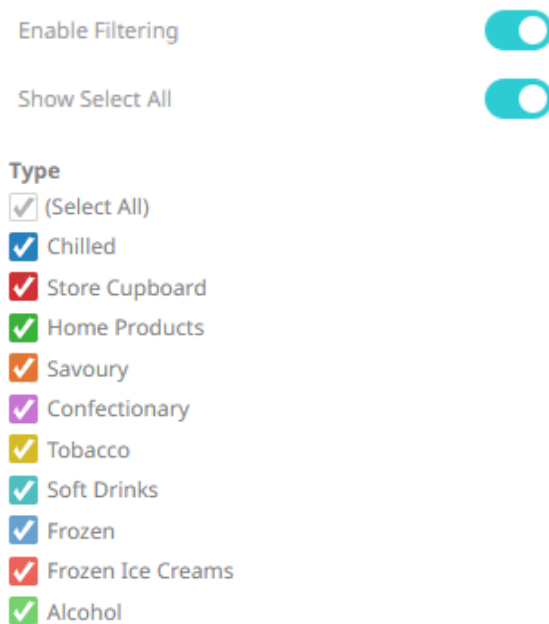 Enable Filtering
Show Select All
Type
(Select All)
Chilled
Store Cupboard
Home Products
Savoury
Confectionary
Tobacco
Soft Drinks
Frozen
Frozen Ice Creams
Alcohol